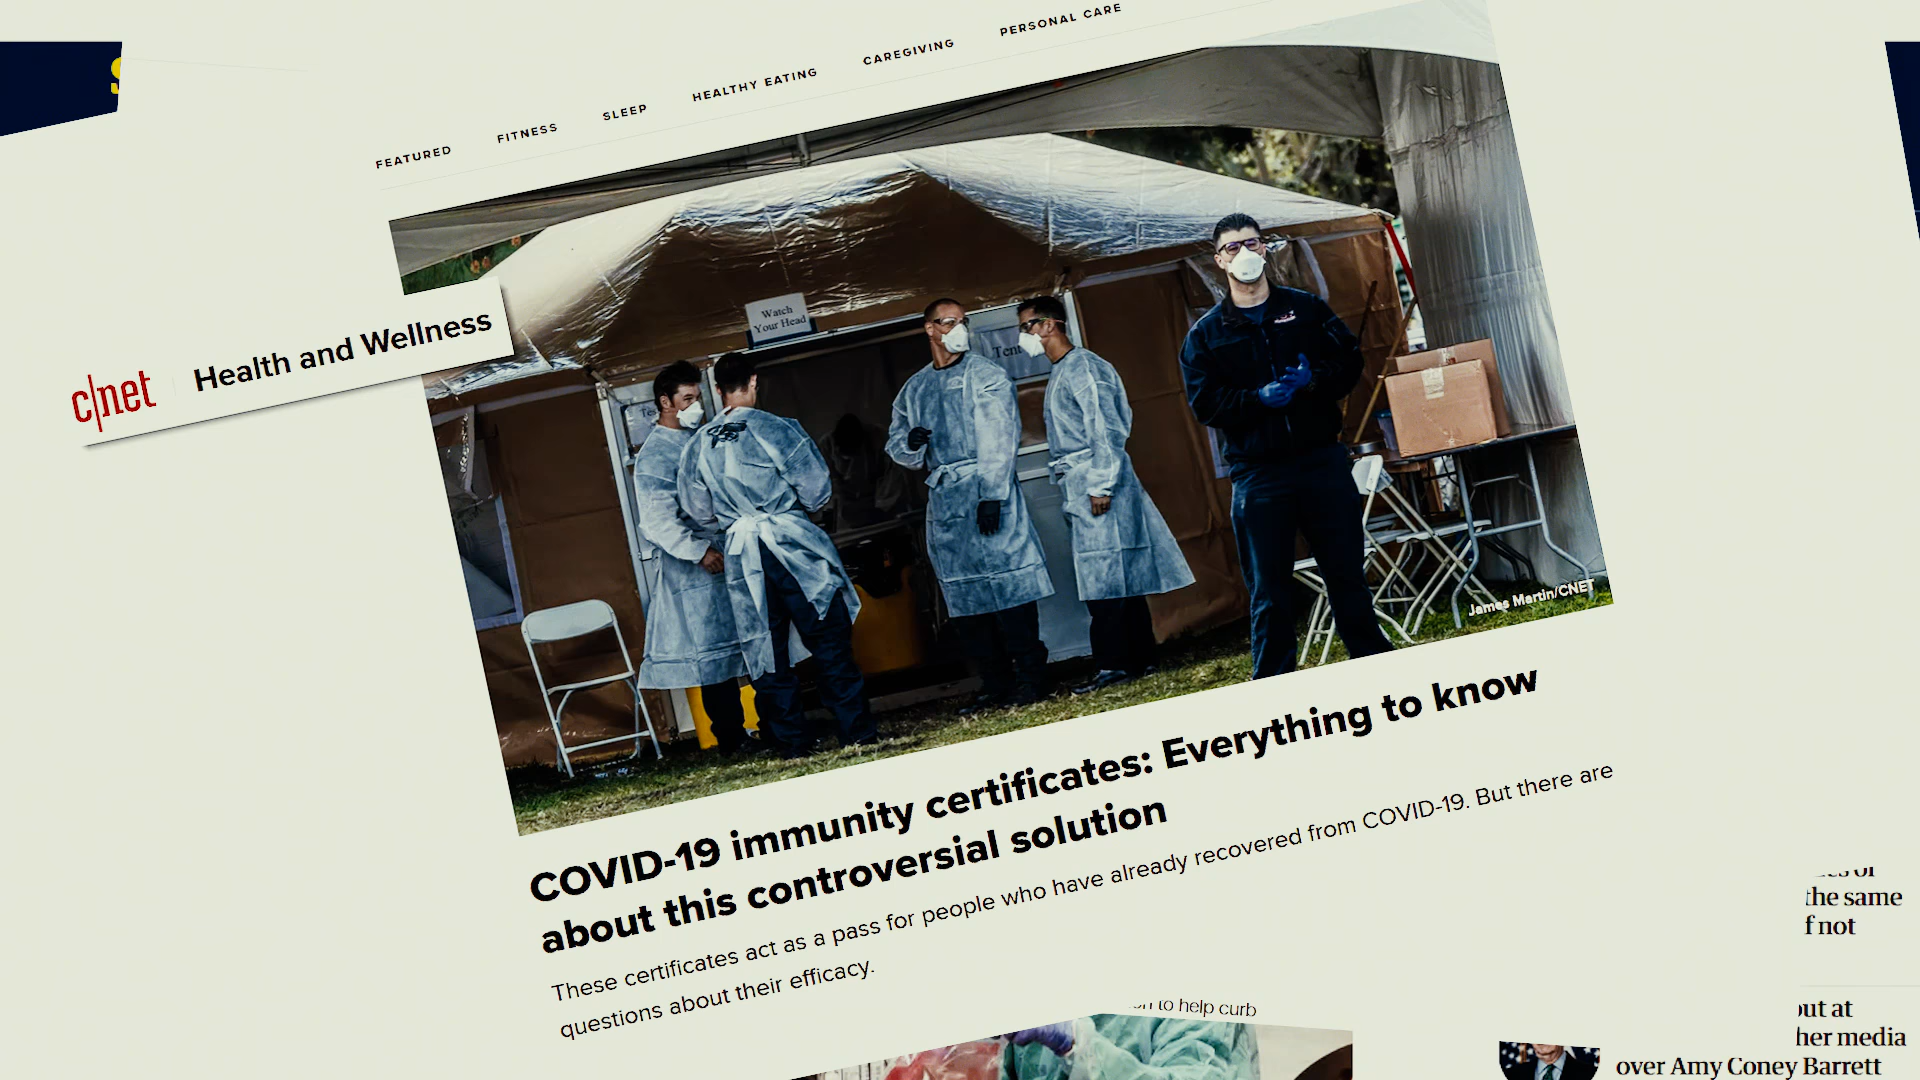 FEATURED FITNESS SLEEP HEALTHY EATING CAREGIVING PERSONAL CARE
c|net Health and Wellness
Watch
Your Head
Tent
James Martin/CNET
COVID-19 immunity certificates: Everything to know
about this controversial solution
These certificates act as a pass for people who have already recovered from COVID-19. But there are
questions about their efficacy.
to help curb
the same
not
at
media
over Amy Coney Barrett